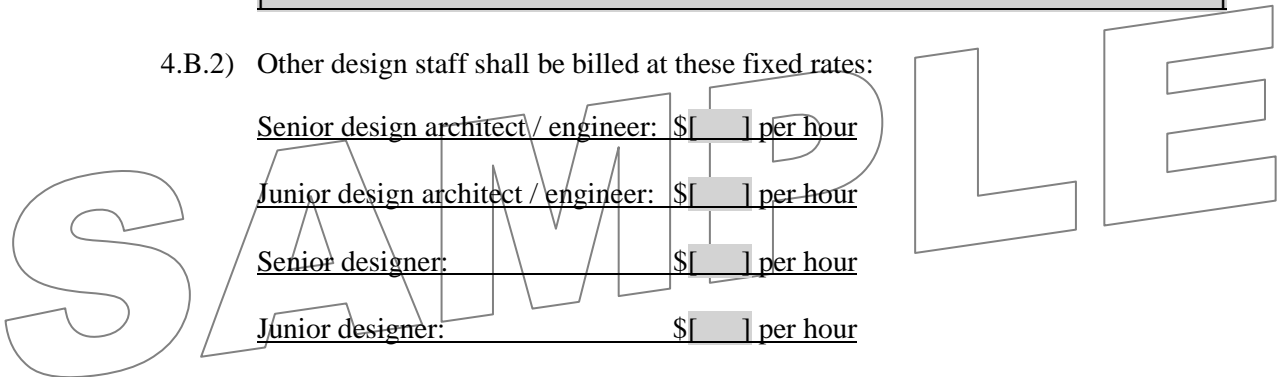 4.B.2) Other design staff shall be billed at these fixed rates:
Senior design architect / engineer: $[ ] per hour
Junior design architect / engineer: $[ ] per hour
Senior designer: $[ ] per hour
Junior designer: $[ ] per hour
SAMPLE